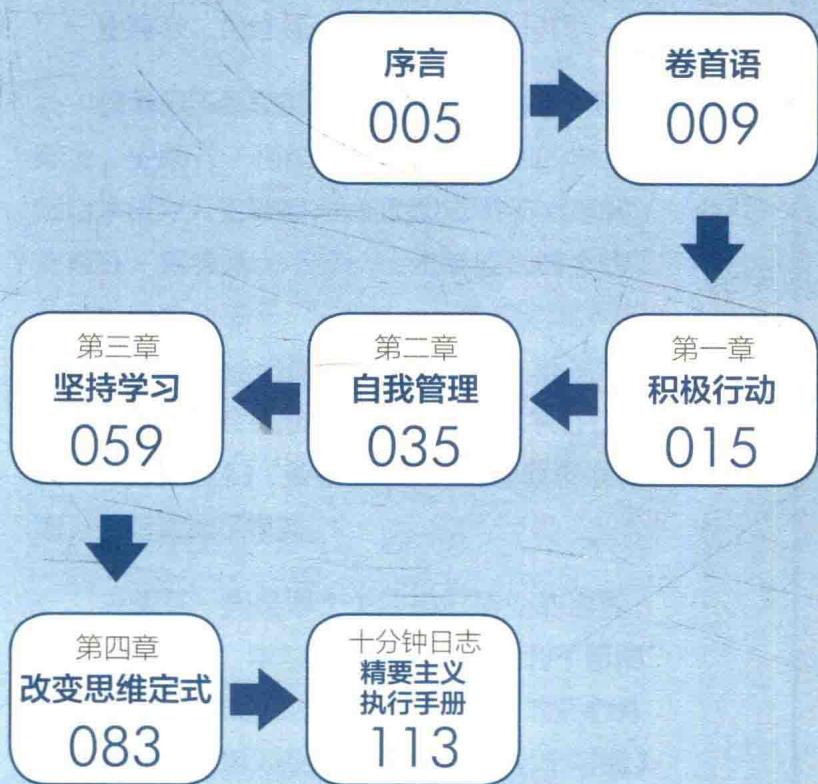 序言
005
卷首语
009
第一章
积极行动
015
第二章
自我管理
035
第三章
坚持学习
059
第四章
改变思维定式
083
十分钟日志
精要主义
执行手册
113